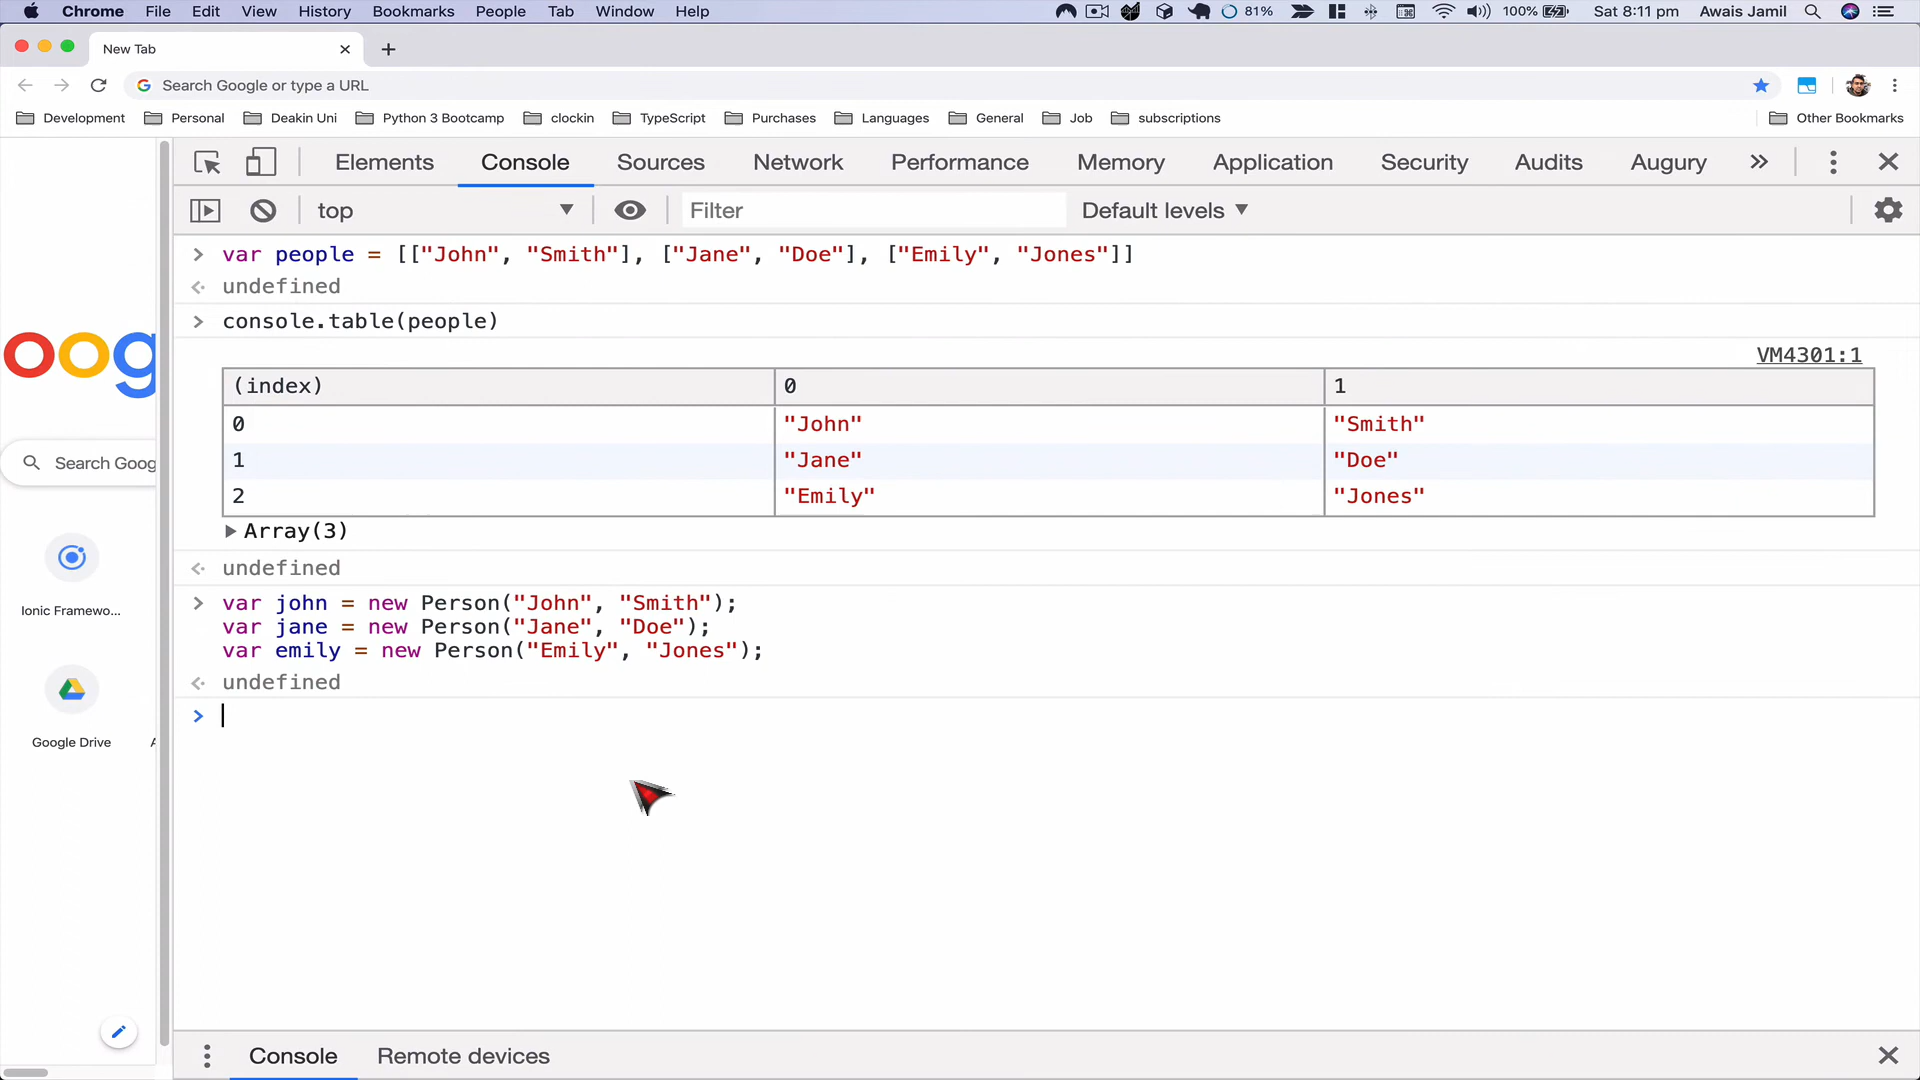 Chrome File Edit View History Bookmarks People Tab Window Help 81% 100% Sat 8:11 pm Awais Jamil
New Tab
Search Google or type a URL
Development Personal Deakin Uni Python 3 Bootcamp clockin TypeScript Purchases Languages General Job subscriptions Other Bookmarks
Elements Console Sources Network Performance Memory Application Security Audits Augury
top Filter Default levels
> var people = [["John", "Smith"], ["Jane", "Doe"], ["Emily", "Jones"]]
undefined
> console.table(people)
VM4301:1
(index) 0 1
0 "John" "Smith"
1 "Jane" "Doe"
2 "Emily" "Jones"
Array(3)
undefined
> var john = new Person("John", "Smith");
var jane = new Person("Jane", "Doe");
var emily = new Person("Emily", "Jones");
undefined
>
oog
Search Goog
Ionic Framewo...
Google Drive
Console Remote devices